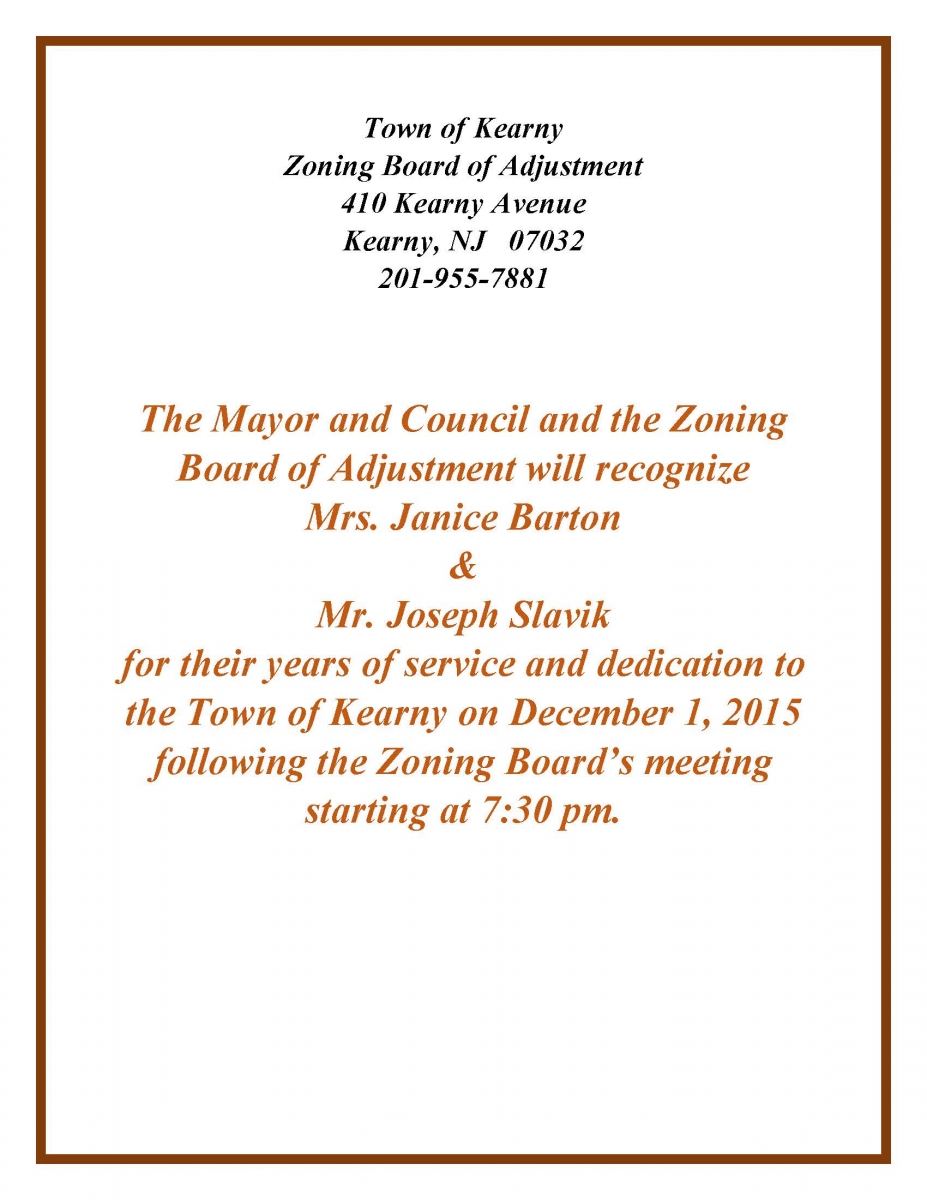 Town of Kearny
Zoning Board of Adjustment
410 Kearny Avenue
Kearny, NJ   07032
201-955-7881
The Mayor and Council and the Zoning
Board of Adjustment will recognize
Mrs. Janice Barton
&
Mr. Joseph Slavik
for their years of service and dedication to
the Town of Kearny on December 1, 2015
following the Zoning Board’s meeting
starting at 7:30 pm.